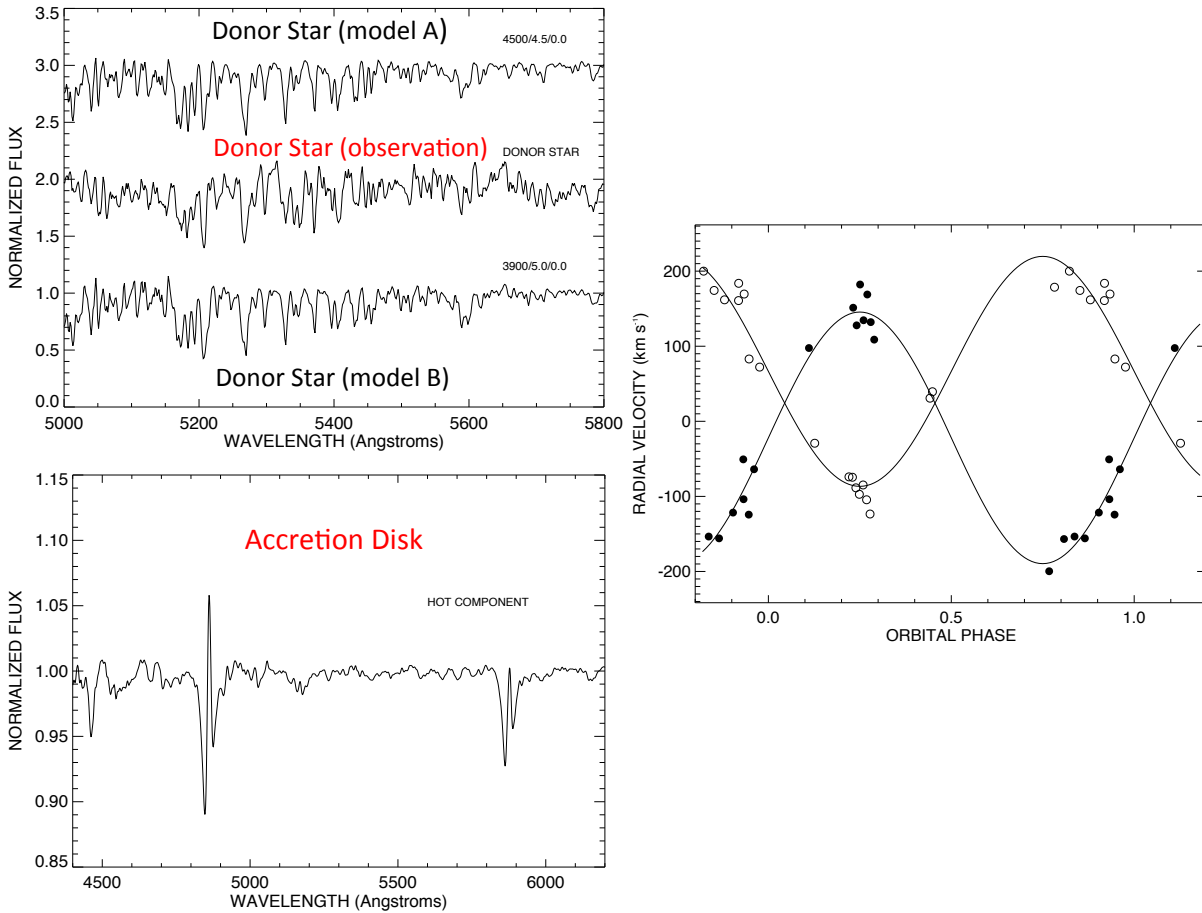 Donor Star (model A)
4500/4.5/0.0
3.5
3.0
2.5
2.0
1.5
1.0
0.5
0.0
NORMALIZED FLUX
Donor Star (observation)
DONOR STAR
3900/5.0/0.0
Donor Star (model B)
5000
5200
5400
5600
5800
WAVELENGTH (Angstroms)
1.15
1.10
1.05
1.00
0.95
0.90
0.85
NORMALIZED FLUX
Accretion Disk
HOT COMPONENT
4500
5000
5500
6000
WAVELENGTH (Angstroms)
200
100
0
-100
-200
RADIAL VELOCITY (km s⁻¹)
0.0
0.5
1.0
ORBITAL PHASE